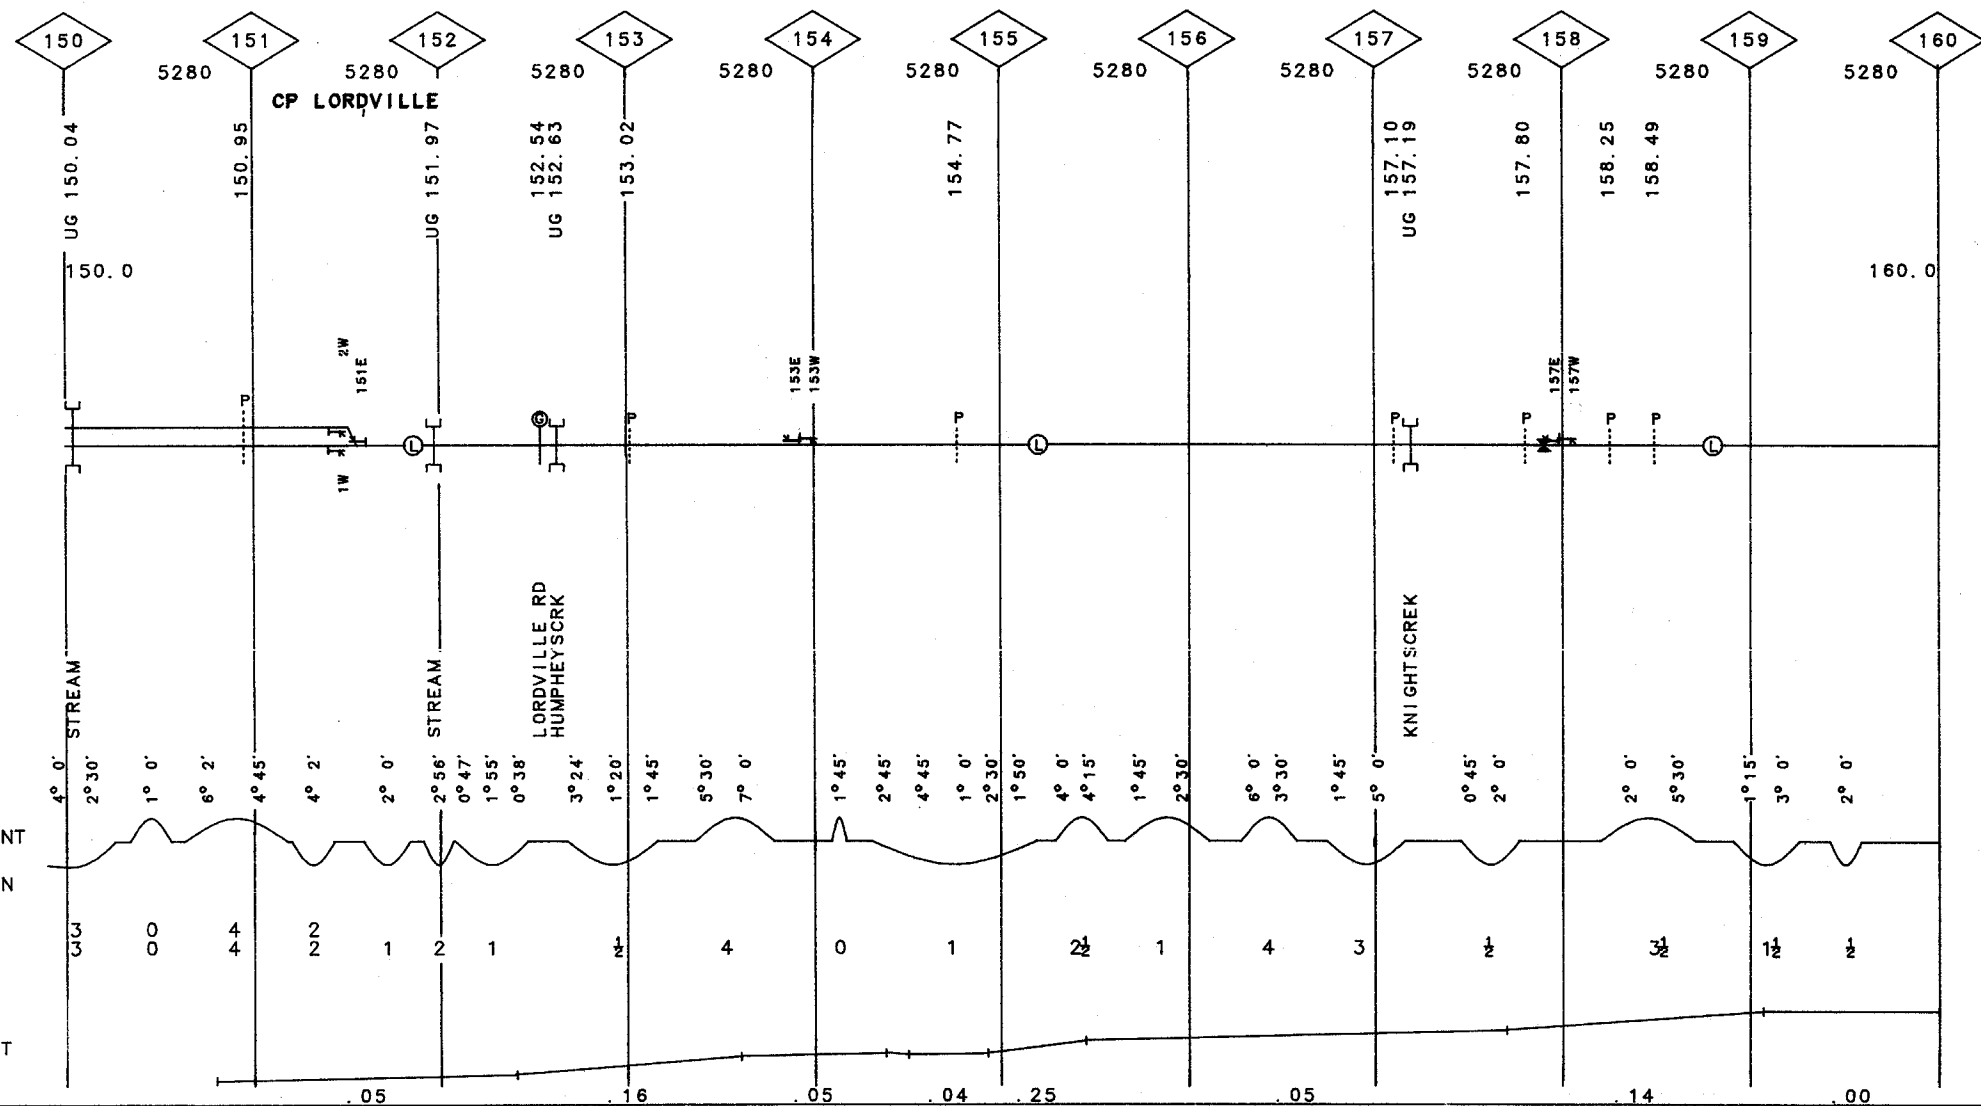 150 151 152 153 154 155 156 157 158 159 160
5280 5280 5280 5280 5280 5280 5280 5280 5280 5280
CP LORDVILLE
UG 150.04
150.95
UG 151.97
152.54
UG 152.63
153.02
154.77
157.10
UG 157.19
157.80
158.25
158.49
150.0
160.0
2W
151E
1W
153E
153W
157E
157W
P P P P P P P
L G L L
STREAM
STREAM
LORDVILLE RD
HUMPHEYSCRK
KNIGHTSCREK
4° 0'
2° 30'
1° 0'
6° 2'
4° 45'
4° 2'
2° 0'
2° 56'
0° 47'
1° 55'
0° 38'
3° 24'
1° 20'
1° 45'
5° 30'
7° 0'
1° 45'
2° 45'
4° 45'
1° 0'
2° 30'
1° 50'
4° 0'
4° 15'
1° 45'
2° 30'
6° 0'
3° 30'
1° 45'
5° 0'
0° 45'
2° 0'
2° 0'
5° 30'
1° 15'
3° 0'
2° 0'
NT
N
3 0 4 2
3 0 4 2 1 2 1 ½ 4 0 1 2½ 1 4 3 ½ 3½ 1½ ½
T
.05 .16 .05 .04 .25 .05 .14 .00